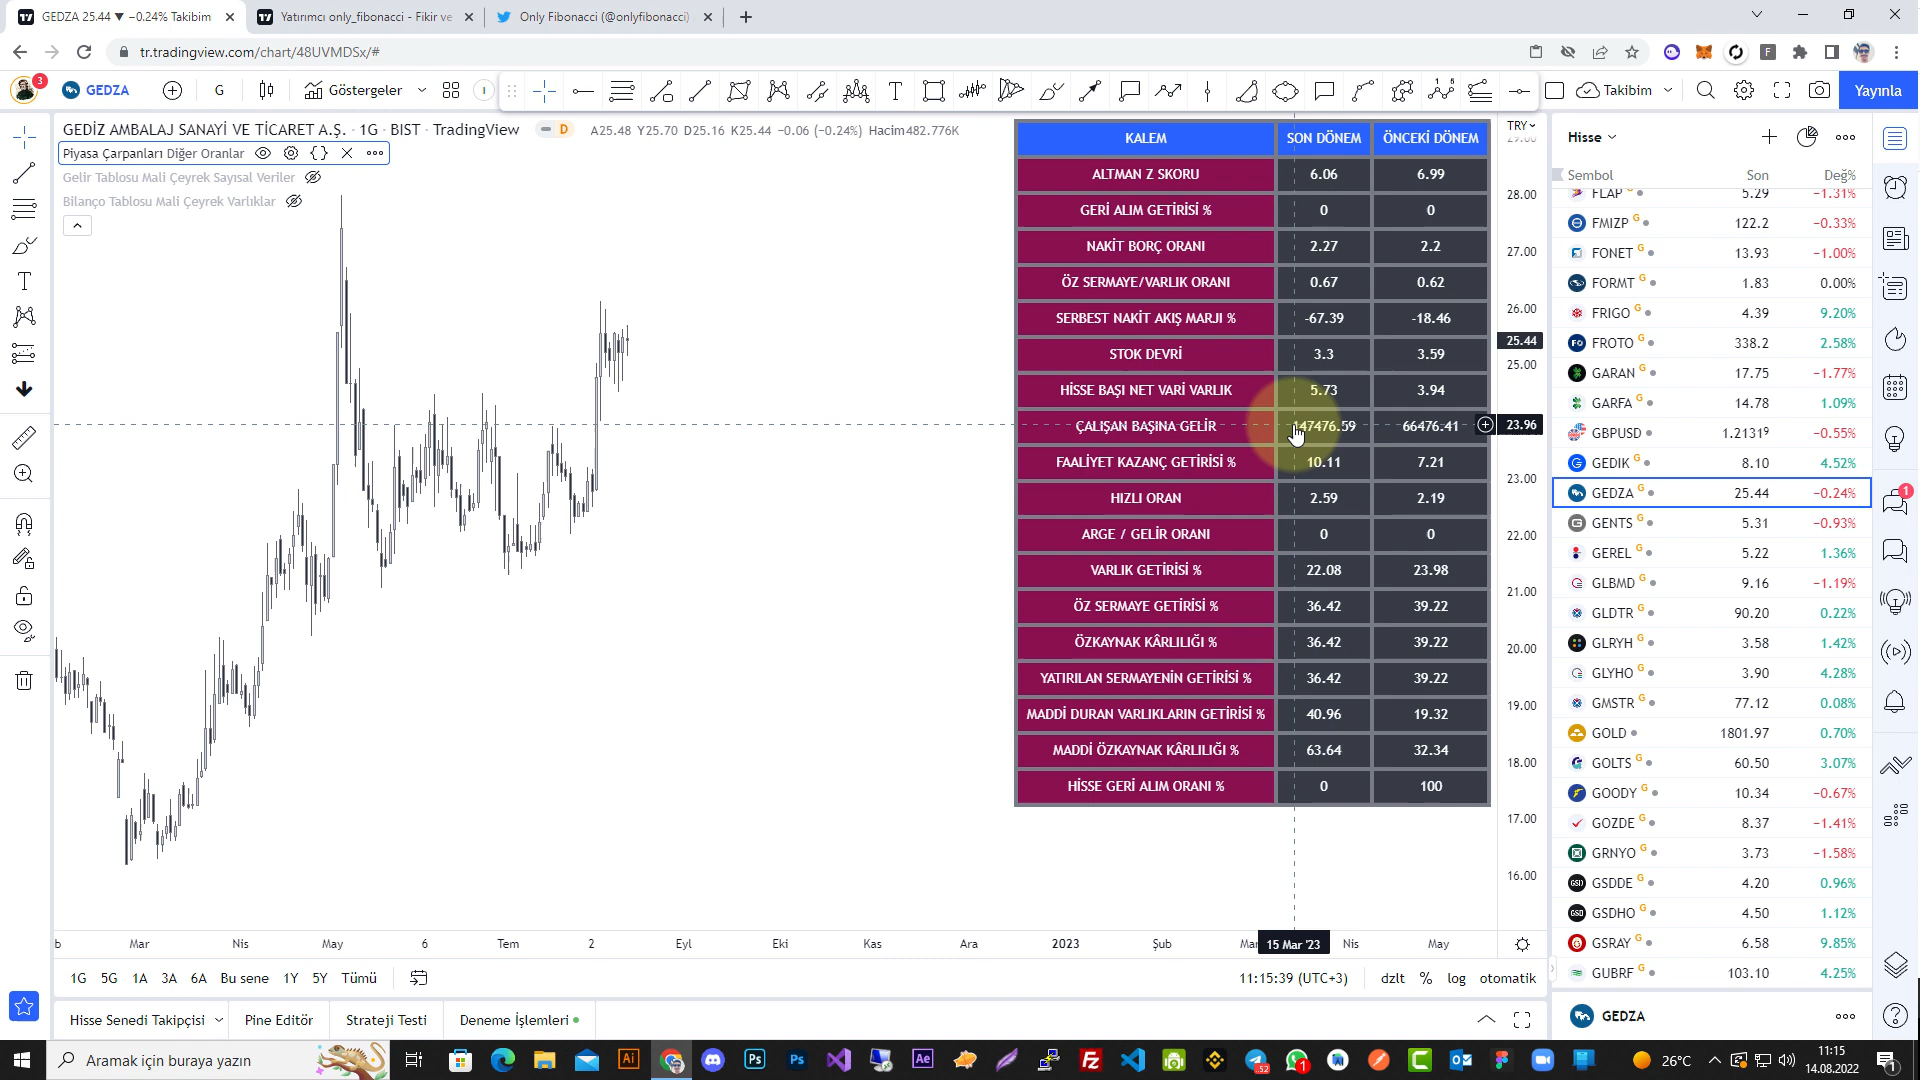 GEDZA 25.44 ▼ −0.24% Takibim
Yatırımcı only_fibonacci - Fikir ve
Only Fibonacci (@onlyfibonacci)
tr.tradingview.com/chart/48UVMDSx/#
3
GEDZA
G
Göstergeler
Takibim
Yayınla
GEDİZ AMBALAJ SANAYİ VE TİCARET A.Ş. · 1G · BIST · TradingView
D
A25.48 Y25.70 D25.16 K25.44 −0.06 (−0.24%) Hacim482.776K
Piyasa Çarpanları Diğer Oranlar
Gelir Tablosu Mali Çeyrek Sayısal Veriler
Bilanço Tablosu Mali Çeyrek Varlıklar
KALEM SON DÖNEM ÖNCEKİ DÖNEM
ALTMAN Z SKORU 6.06 6.99
GERİ ALIM GETİRİSİ % 0 0
NAKİT BORÇ ORANI 2.27 2.2
ÖZ SERMAYE/VARLIK ORANI 0.67 0.62
SERBEST NAKİT AKIŞ MARJI % -67.39 -18.46
STOK DEVRİ 3.3 3.59
HİSSE BAŞI NET VARİ VARLIK 5.73 3.94
ÇALIŞAN BAŞINA GELİR 147476.59 66476.41
FAALİYET KAZANÇ GETİRİSİ % 10.11 7.21
HIZLI ORAN 2.59 2.19
ARGE / GELİR ORANI 0 0
VARLIK GETİRİSİ % 22.08 23.98
ÖZ SERMAYE GETİRİSİ % 36.42 39.22
ÖZKAYNAK KÂRLILIĞI % 36.42 39.22
YATIRILAN SERMAYENİN GETİRİSİ % 36.42 39.22
MADDİ DURAN VARLIKLARIN GETİRİSİ % 40.96 19.32
MADDİ ÖZKAYNAK KÂRLILIĞI % 63.64 32.34
HİSSE GERİ ALIM ORANI % 0 100
TRY
29.00
28.00
27.00
26.00
25.44
25.00
23.96
23.00
22.00
21.00
20.00
19.00
18.00
17.00
16.00
b Mar Nis May 6 Tem 2 Eyl Eki Kas Ara 2023 Şub Mar 15 Mar '23 Nis May
1G 5G 1A 3A 6A Bu sene 1Y 5Y Tümü
11:15:39 (UTC+3) dzlt % log otomatik
Hisse Senedi Takipçisi
Pine Editör
Strateji Testi
Deneme İşlemleri
Hisse
Sembol Son Değ%
FLAP 5.29 −1.31%
FMIZP G 122.2 −0.33%
FONET G 13.93 −1.00%
FORMT G 1.83 0.00%
FRIGO G 4.39 9.20%
FROTO G 338.2 2.58%
GARAN G 17.75 −1.77%
GARFA G 14.78 1.09%
GBPUSD 1.21319 −0.55%
GEDIK G 8.10 4.52%
GEDZA G 25.44 −0.24%
GENTS G 5.31 −0.93%
GEREL G 5.22 1.36%
GLBMD G 9.16 −1.19%
GLDTR G 90.20 0.22%
GLRYH G 3.58 1.42%
GLYHO G 3.90 4.28%
GMSTR G 77.12 0.08%
GOLD 1801.97 0.70%
GOLTS G 60.50 3.07%
GOODY G 10.34 −0.67%
GOZDE G 8.37 −1.41%
GRNYO G 3.73 −1.58%
GSDDE G 4.20 0.96%
GSDHO G 4.50 1.12%
GSRAY G 6.58 9.85%
GUBRF G 103.10 4.25%
GEDZA
1
Aramak için buraya yazın
26°C
11:15
14.08.2022